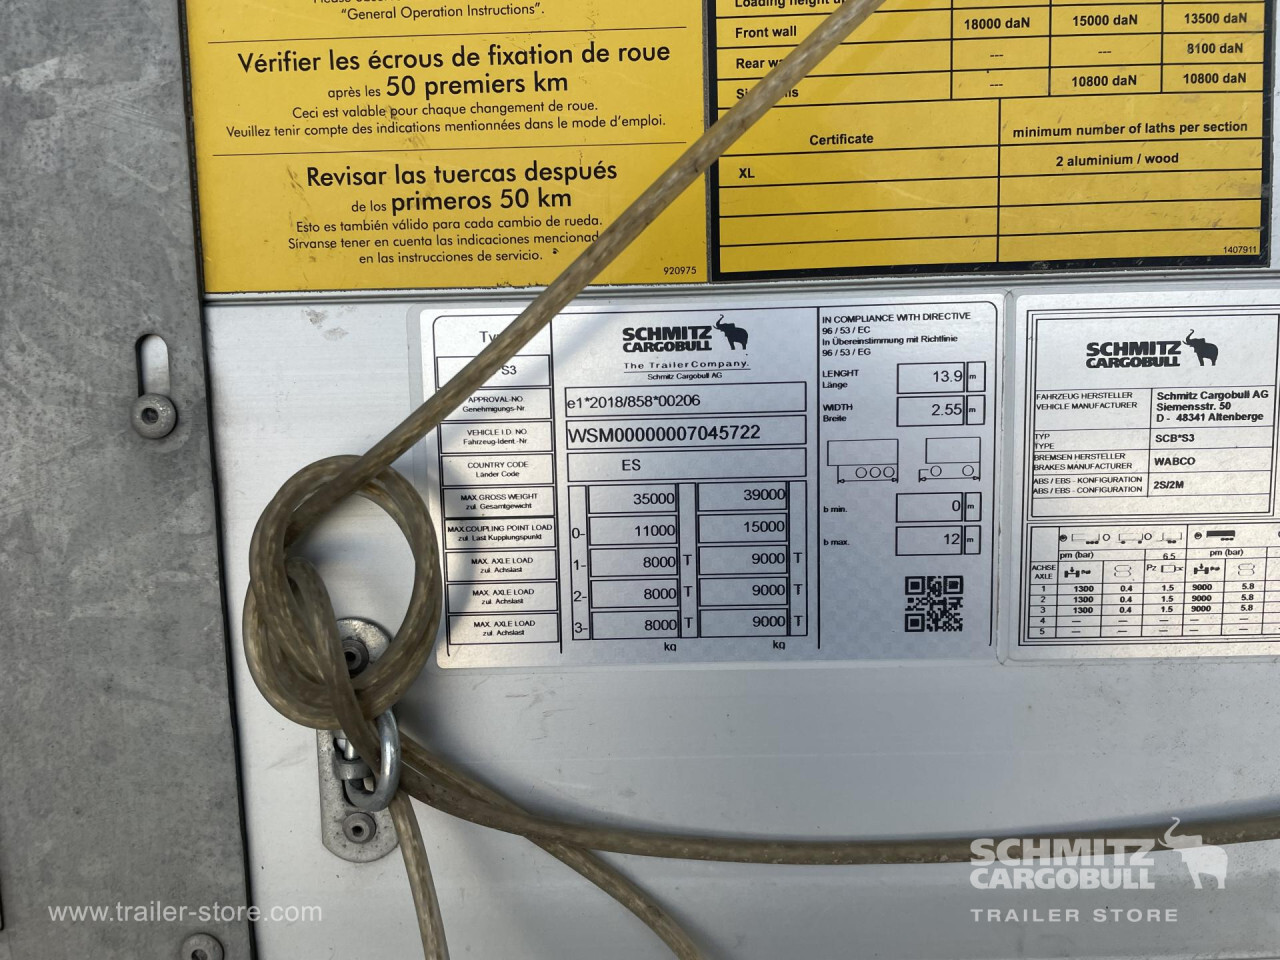 "General Operation Instructions".
Vérifier les écrous de fixation de roue
après les 50 premiers km
Ceci est valable pour chaque changement de roue.
Veuillez tenir compte des indications mentionnées dans le mode d'emploi.
Revisar las tuercas después
de los primeros 50 km
Esto es también válido para cada cambio de rueda.
Sírvanse tener en cuenta las indicaciones
en las instrucciones de servicio.
920975
Loading height
Front wall 18000 daN 15000 daN 13500 daN
Rear --- --- 8100 daN
--- 10800 daN 10800 daN
Certificate minimum number of laths per section
XL 2 aluminium / wood
1407911
S3
APPROVAL-NO.
Genehmigungs-Nr.
VEHICLE I.D. NO.
Fahrzeug-Ident.-Nr.
COUNTRY CODE
Länder Code
MAX.GROSS WEIGHT
zul. Gesamtgewicht
MAX.COUPLING POINT LOAD
zul. Last Kupplungspunkt
MAX. AXLE LOAD
zul. Achslast
MAX. AXLE LOAD
zul. Achslast
MAX. AXLE LOAD
zul. Achslast
SCHMITZ
CARGOBULL
The Trailer Company.
Schmitz Cargobull AG
e1*2018/858*00206
WSM00000007045722
ES
35000 39000
0- 11000 15000
1- 8000 T 9000 T
2- 8000 T 9000 T
3- 8000 T 9000 T
kg kg
IN COMPLIANCE WITH DIRECTIVE
96 / 53 / EC
In Übereinstimmung mit Richtlinie
96 / 53 / EG
LENGHT
Länge
13.9 m
WIDTH
Breite
2.55 m
b min. 0 m
b max. 12 m
SCHMITZ
CARGOBULL
FAHRZEUG HERSTELLER
VEHICLE MANUFACTURER
Schmitz Cargobull AG
Siemensstr. 50
D - 48341 Altenberge
TYP
TYPE
SCB*S3
BREMSEN HERSTELLER
BRAKES MANUFACTURER
WABCO
ABS / EBS - KONFIGURATION
ABS / EBS - CONFIGURATION
2S/2M
pm (bar) 6.5 pm (bar)
ACHSE
AXLE
Pz
1 1300 0.4 1.5 9000 5.8
2 1300 0.4 1.5 9000 5.8
3 1300 0.4 1.5 9000 5.8
4 — — — — —
5 — — — — —
www.trailer-store.com
SCHMITZ
CARGOBULL
TRAILER STORE